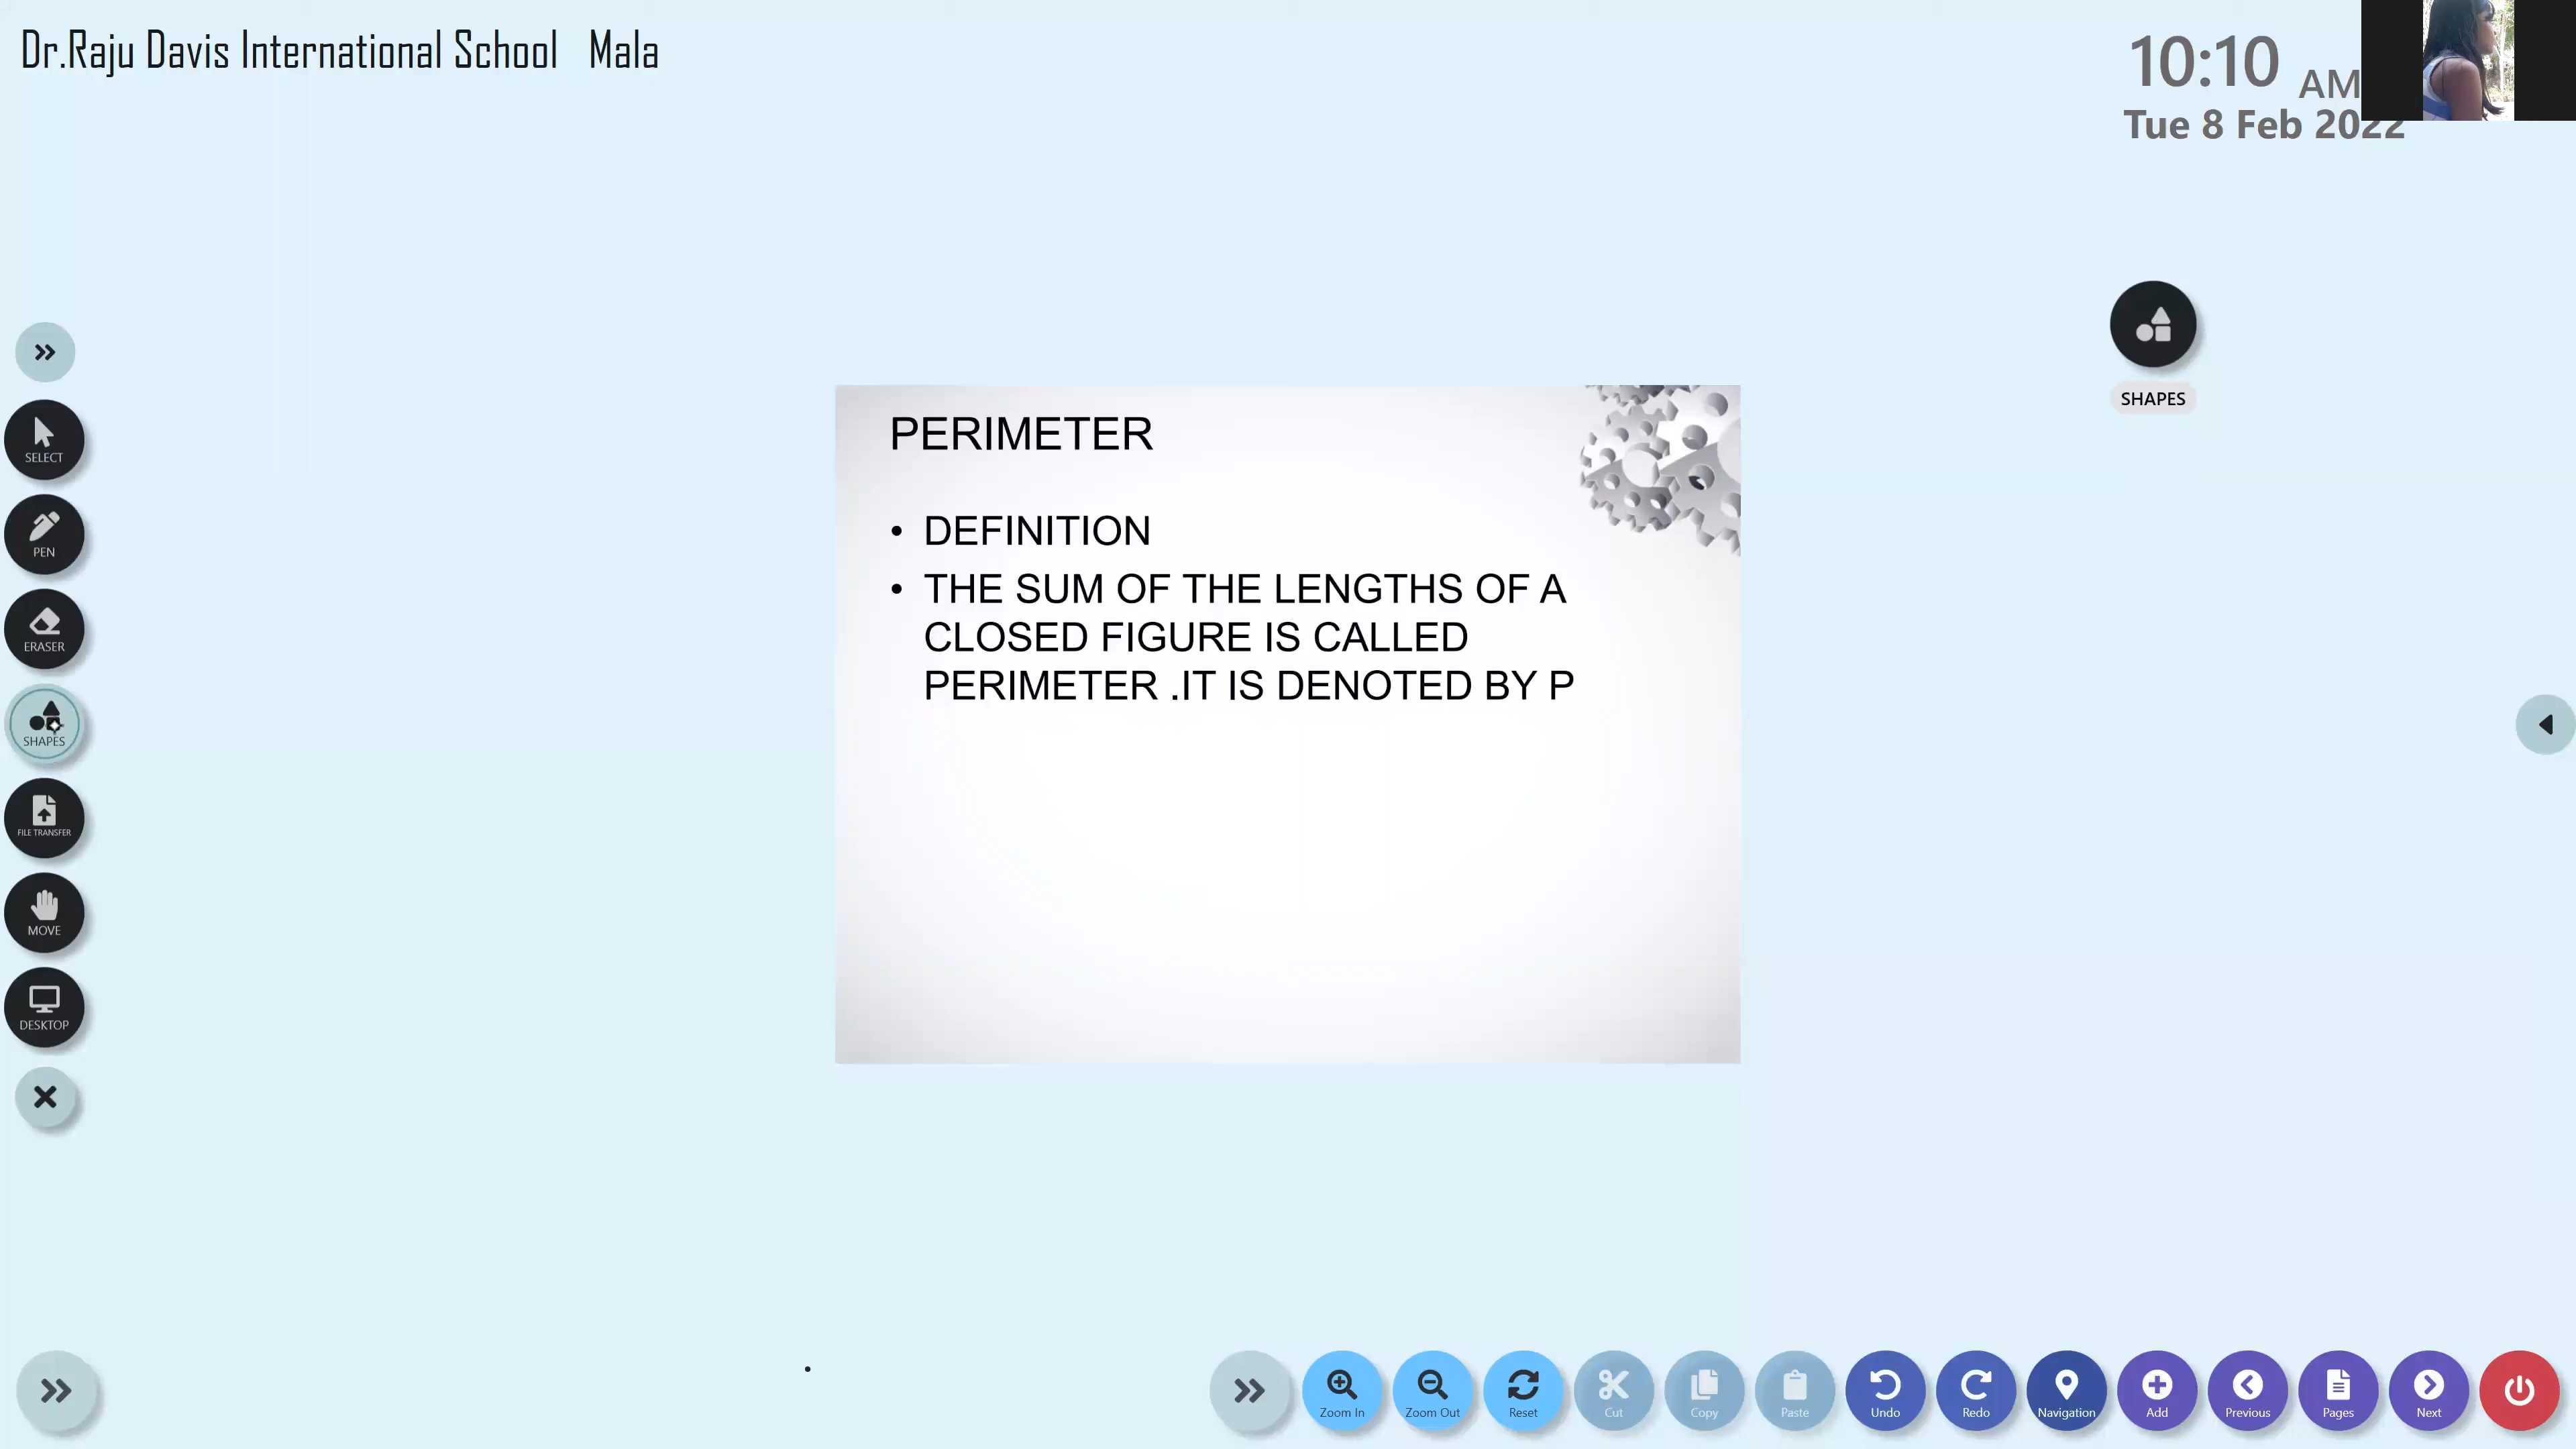 Dr.Raju Davis International School Mala
10:10 AM
Tue 8 Feb 2022
SHAPES
SELECT
PEN
ERASER
SHAPES
FILE TRANSFER
MOVE
DESKTOP
PERIMETER
• DEFINITION
• THE SUM OF THE LENGTHS OF A
CLOSED FIGURE IS CALLED
PERIMETER .IT IS DENOTED BY P
Zoom In
Zoom Out
Reset
Cut
Copy
Paste
Undo
Redo
Navigation
Add
Previous
Pages
Next